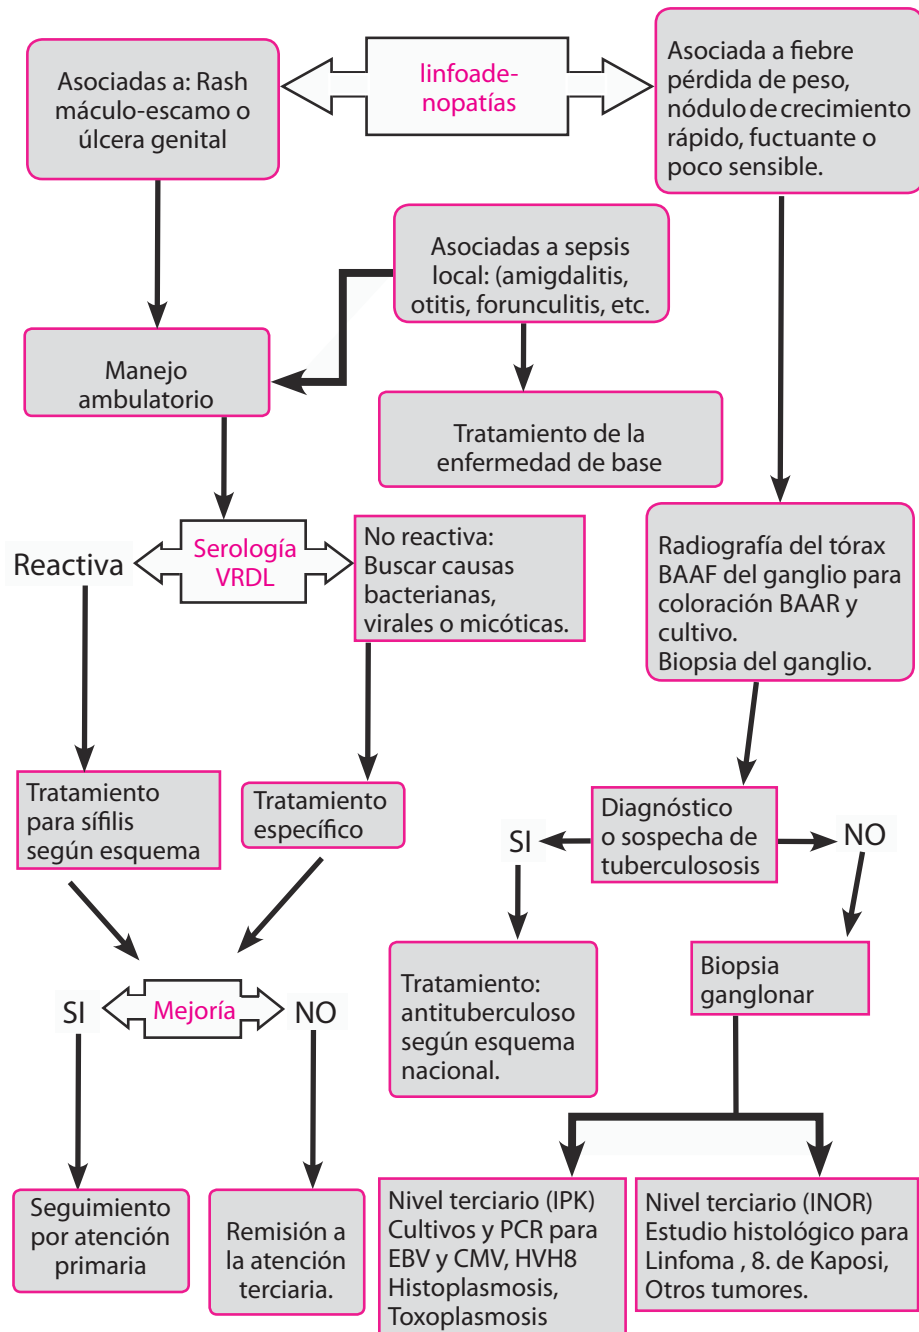 linfoade-
nopatías
Asociadas a: Rash
máculo-escamo o
úlcera genital
Asociada a fiebre
pérdida de peso,
nódulo de crecimiento
rápido, fuctuante o
poco sensible.
Asociadas a sepsis
local: (amigdalitis,
otitis, forunculitis, etc.
Manejo
ambulatorio
Tratamiento de la
enfermedad de base
Serología
VRDL
Reactiva
No reactiva:
Buscar causas
bacterianas,
virales o micóticas.
Radiografía del tórax
BAAF del ganglio para
coloración BAAR y
cultivo.
Biopsia del ganglio.
Tratamiento
para sífilis
según esquema
Tratamiento
específico
Diagnóstico
o sospecha de
tuberculososis
SI
NO
Mejoría
SI
NO
Tratamiento:
antituberculoso
según esquema
nacional.
Biopsia
ganglonar
Seguimiento
por atención
primaria
Remisión a
la atención
terciaria.
Nivel terciario (IPK)
Cultivos y PCR para
EBV y CMV, HVH8
Histoplasmosis,
Toxoplasmosis
Nivel terciario (INOR)
Estudio histológico para
Linfoma , 8. de Kaposi,
Otros tumores.